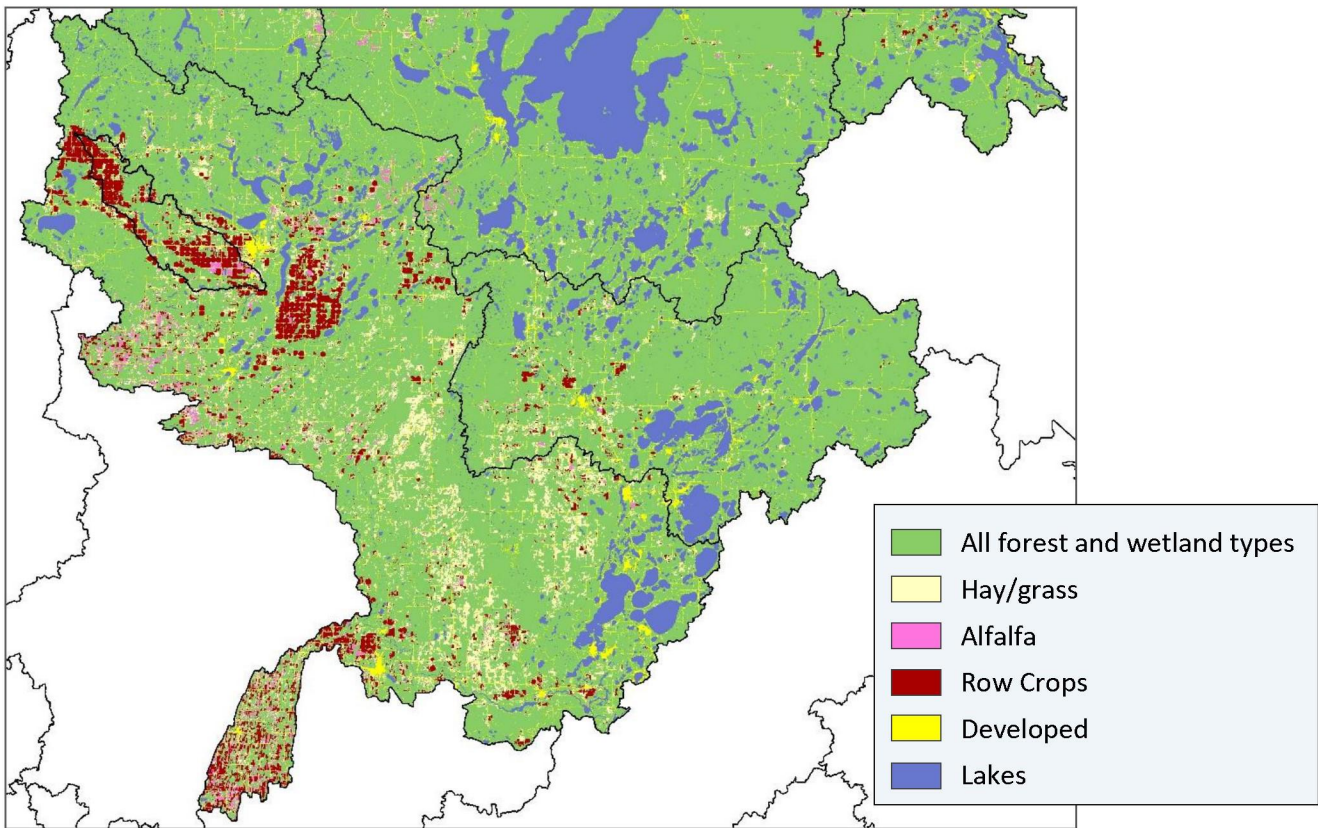 All forest and wetland types
Hay/grass
Alfalfa
Row Crops
Developed
Lakes